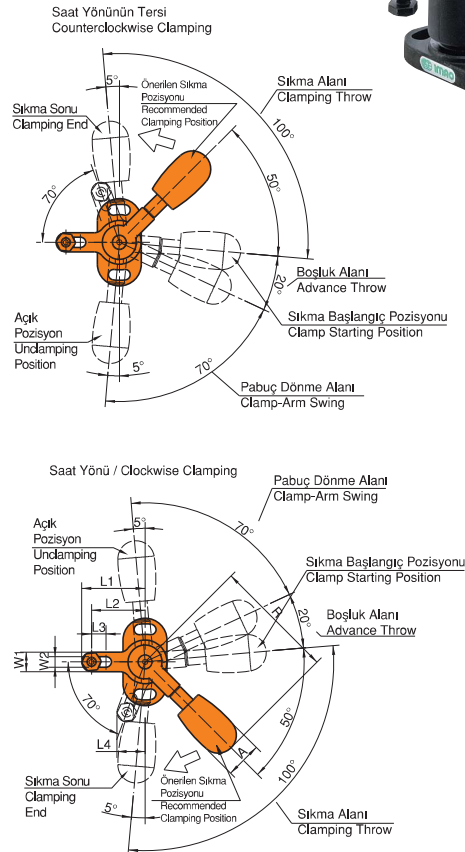 Saat Yönünün Tersi
Counterclockwise Clamping
IMAO
5°
Önerilen Sıkma
Pozisyonu
Recommended
Clamping Position
Sıkma Alanı
Clamping Throw
Sıkma Sonu
Clamping End
100°
50°
70°
20°
Boşluk Alanı
Advance Throw
Sıkma Başlangıç Pozisyonu
Clamp Starting Position
Açık
Pozisyon
Unclamping
Position
5°
70°
Pabuç Dönme Alanı
Clamp-Arm Swing
Saat Yönü / Clockwise Clamping
Pabuç Dönme Alanı
Clamp-Arm Swing
Açık
Pozisyon
Unclamping
Position
5°
70°
Sıkma Başlangıç Pozisyonu
Clamp Starting Position
L1
L2
L3
R
20°
Boşluk Alanı
Advance Throw
W1
W2
70°
50°
100°
A
L4
Sıkma Sonu
Clamping
End
Önerilen Sıkma
Pozisyonu
Recommended
Clamping Position
5°
Sıkma Alanı
Clamping Throw